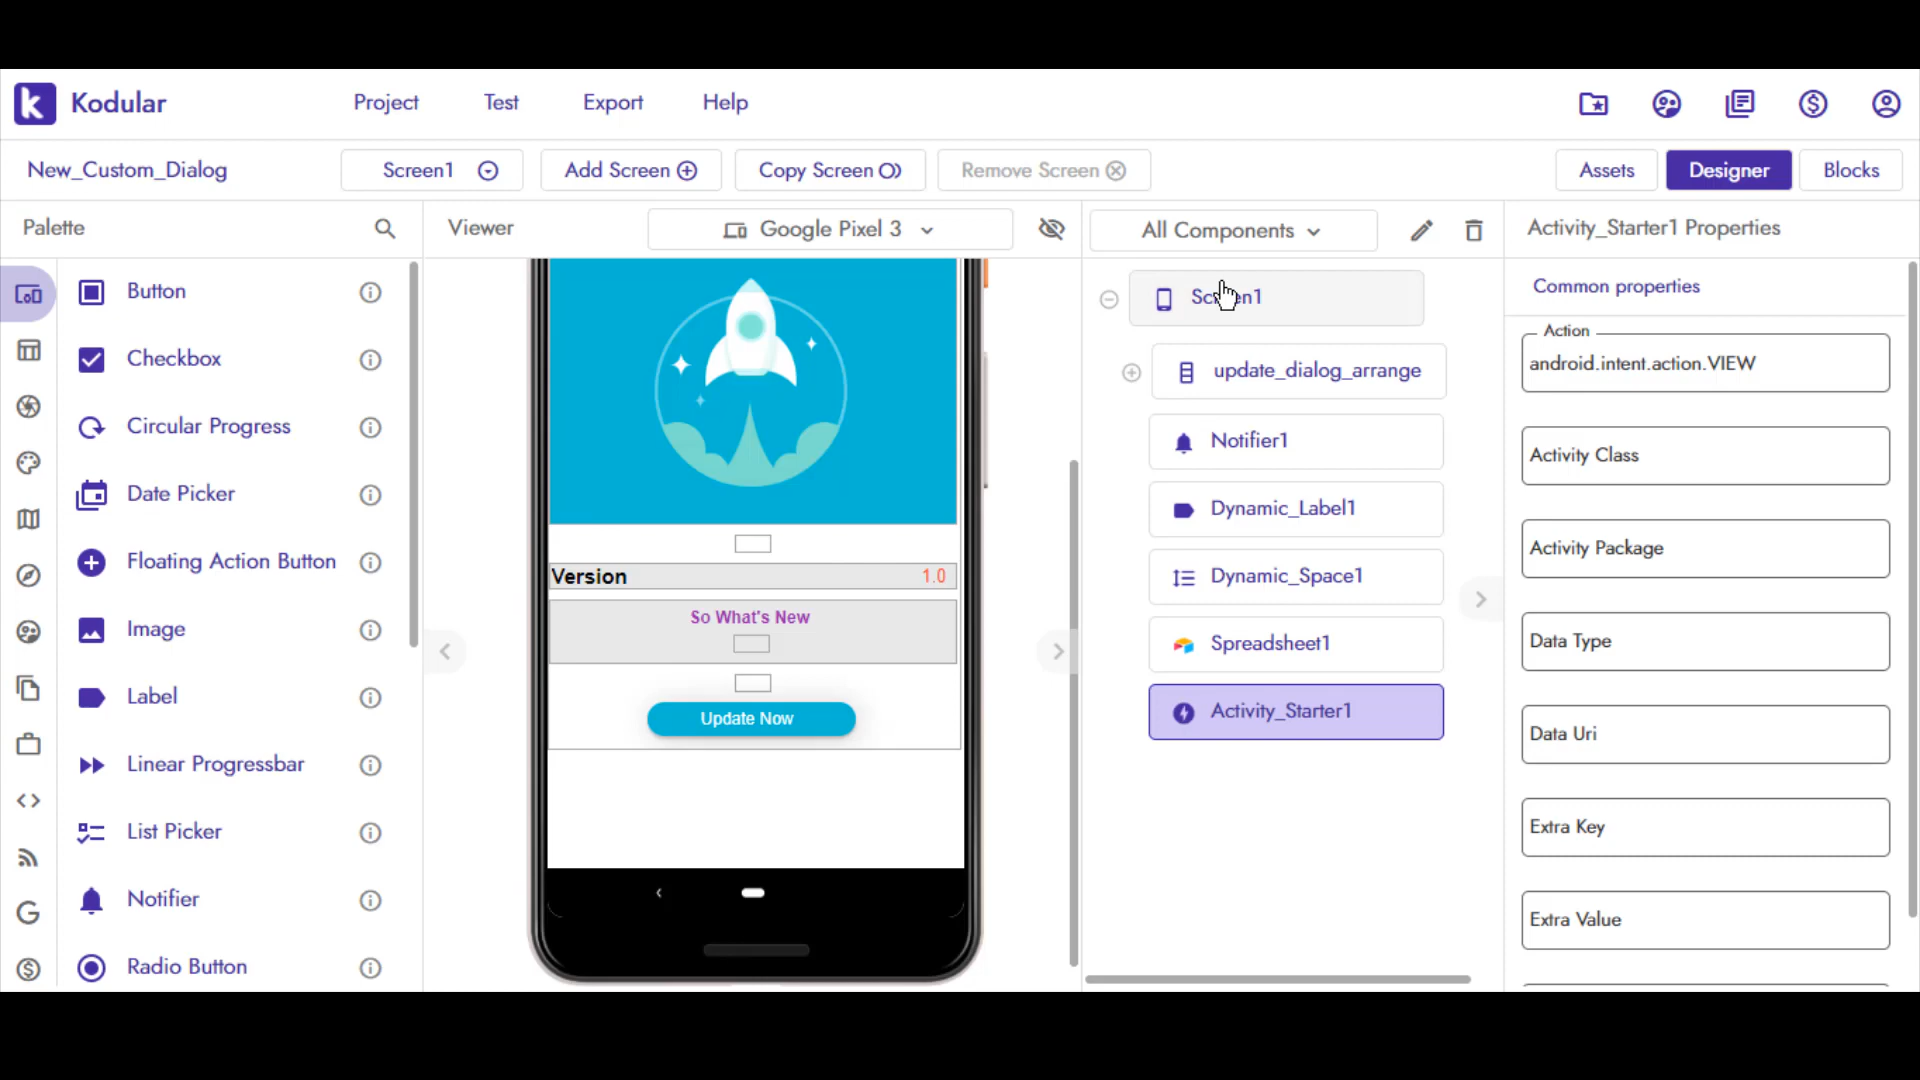 Kodular
Project
Test
Export
Help
New_Custom_Dialog
Screen1
Add Screen
Copy Screen
Remove Screen
Assets
Designer
Blocks
Palette
Viewer
Google Pixel 3
All Components
Activity_Starter1 Properties
Button
Checkbox
Circular Progress
Date Picker
Floating Action Button
Image
Label
Linear Progressbar
List Picker
Notifier
Radio Button
Version
1.0
So What's New
Update Now
Screen1
update_dialog_arrange
Notifier1
Dynamic_Label1
Dynamic_Space1
Spreadsheet1
Activity_Starter1
Common properties
Action
android.intent.action.VIEW
Activity Class
Activity Package
Data Type
Data Uri
Extra Key
Extra Value